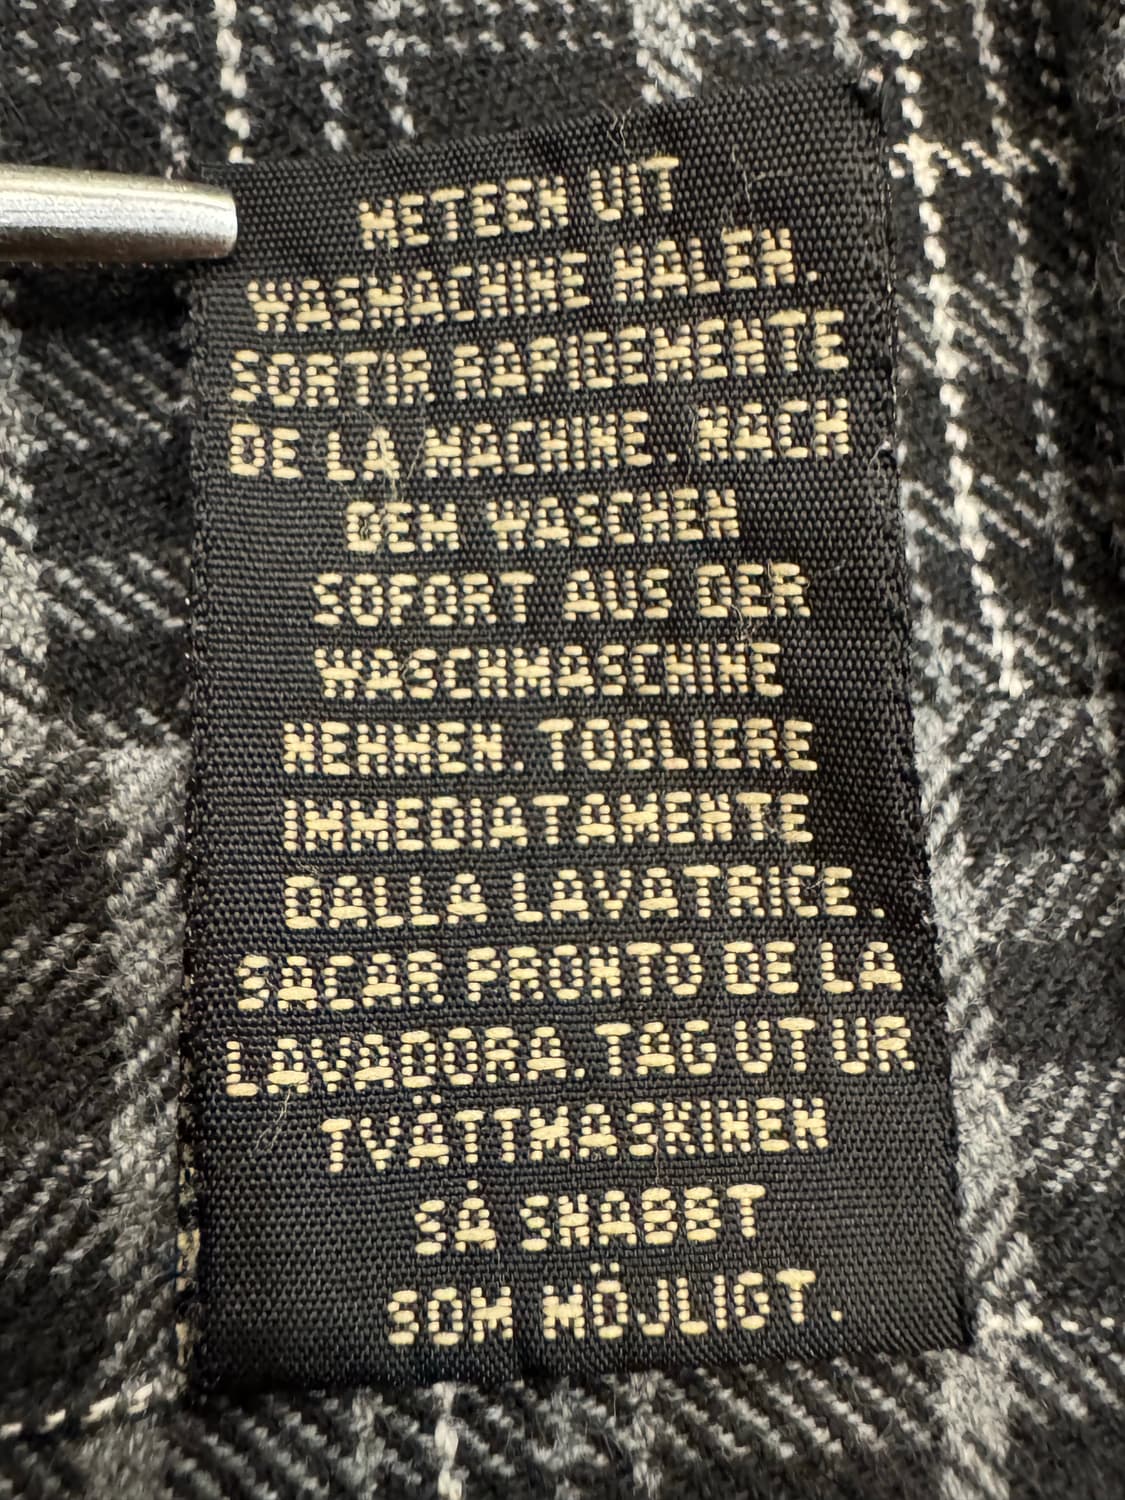 METEEN UIT
WASMACHINE HALEN.
SORTIR RAPIDEMENTE
DE LA MACHINE. NACH
DEM WASCHEN
SOFORT AUS DER
WASCHMASCHINE
NEHMEN. TOGLIERE
IMMEDIATAMENTE
DALLA LAVATRICE.
SACAR PRONTO DE LA
LAVADORA. TAG UT UR
TVÄTTMASKINEN
SÅ SNABBT
SOM MÖJLIGT.